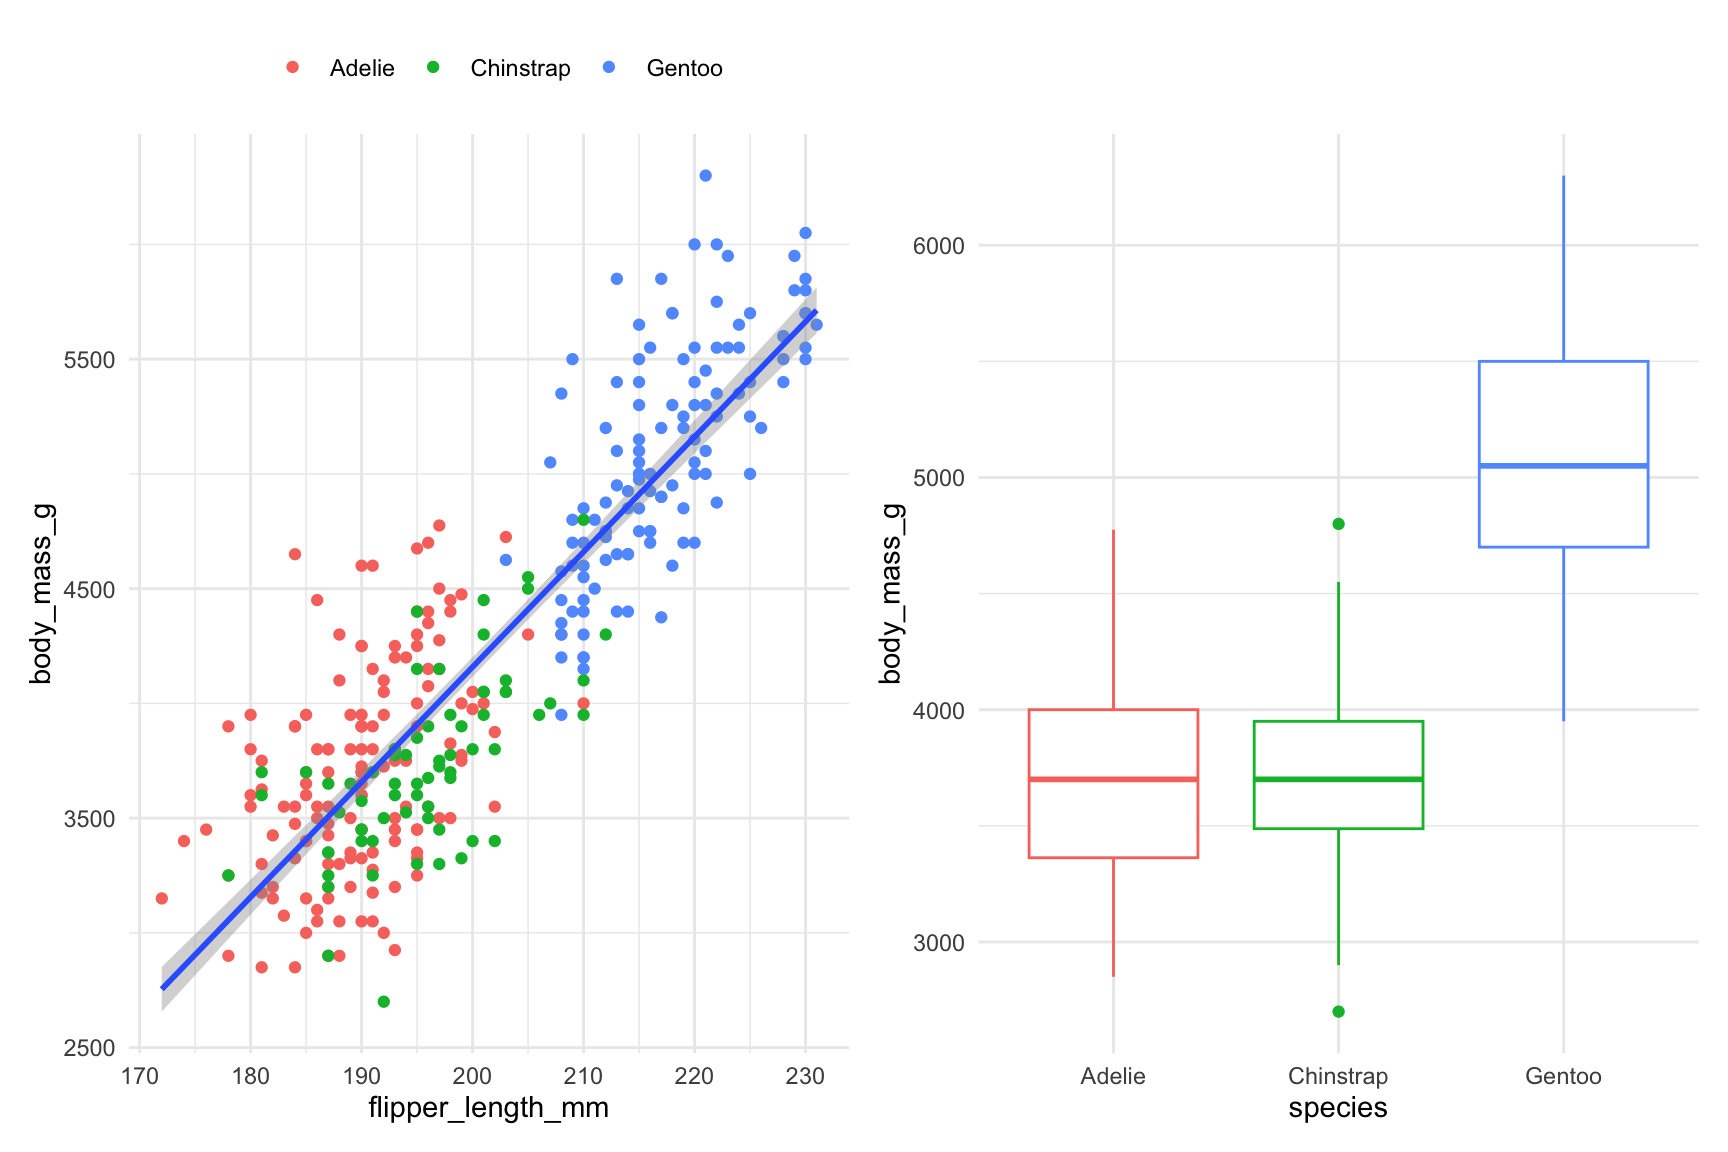 Adelie Chinstrap Gentoo
body_mass_g
5500
4500
3500
2500
170 180 190 200 210 220 230
flipper_length_mm
body_mass_g
6000
5000
4000
3000
Adelie Chinstrap Gentoo
species